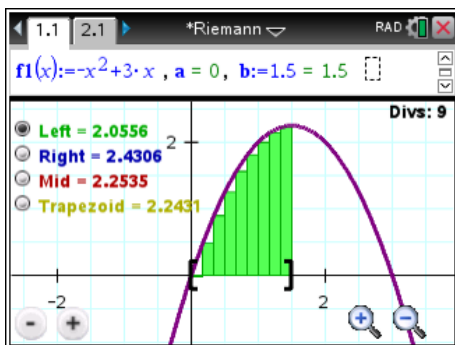 1.1 2.1 *Riemann RAD
f1(x):=-x²+3·x , a = 0, b:=1.5 = 1.5
Divs: 9
Left = 2.0556
Right = 2.4306
Mid = 2.2535
Trapezoid = 2.2431
2
-2 2
- +
+ -